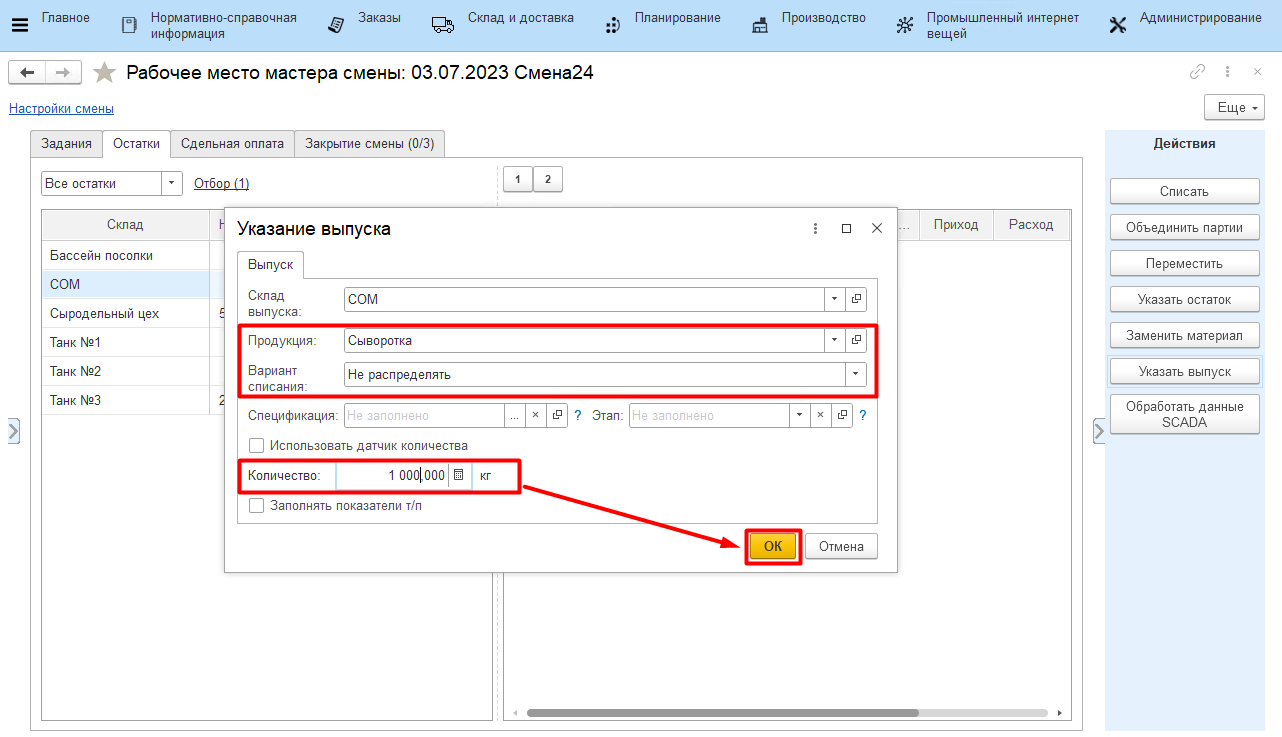 Главное
Нормативно-справочная
информация
Заказы
Склад и доставка
Планирование
Производство
Промышленный интернет
вещей
Администрирование
Рабочее место мастера смены: 03.07.2023 Смена24
Настройки смены
Еще
Задания
Остатки
Сдельная оплата
Закрытие смены (0/3)
Все остатки
Отбор (1)
1
2
Склад
Н
...
Приход
Расход
Бассейн посолки
СОМ
Сыродельный цех
5
Танк №1
Танк №2
Танк №3
2
Указание выпуска
Выпуск
Склад
выпуска:
СОМ
Продукция:
Сыворотка
Вариант
списания:
Не распределять
Спецификация:
Не заполнено
...
?
Этап:
Не заполнено
?
Использовать датчик количества
Количество:
1 000,000
кг
Заполнять показатели т/п
ОК
Отмена
Действия
Списать
Объединить партии
Переместить
Указать остаток
Заменить материал
Указать выпуск
Обработать данные
SCADA